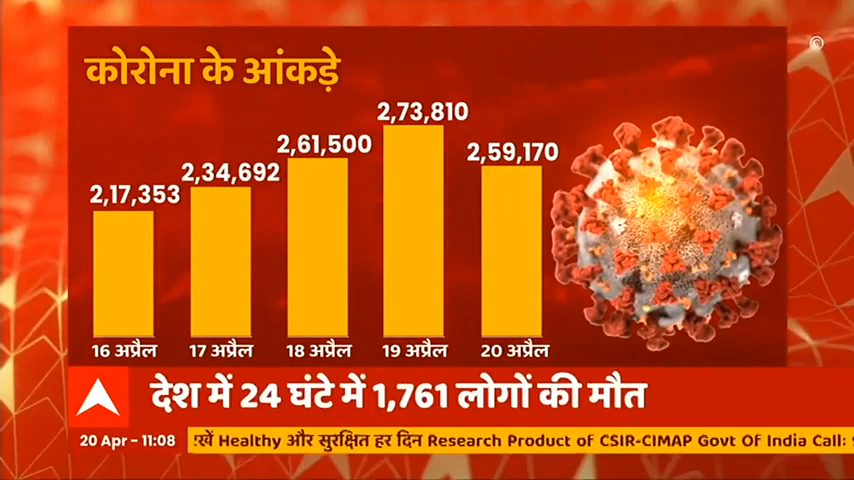 ©
कोरोना के आंकड़े
2,17,353 2,34,692 2,61,500 2,73,810 2,59,170
16 अप्रैल 17 अप्रैल 18 अप्रैल 19 अप्रैल 20 अप्रैल
देश में 24 घंटे में 1,761 लोगों की मौत
20 Apr – 11:08
Healthy और सुरक्षित हर दिन Research Product of CSIR-CIMAP Govt Of India Call: